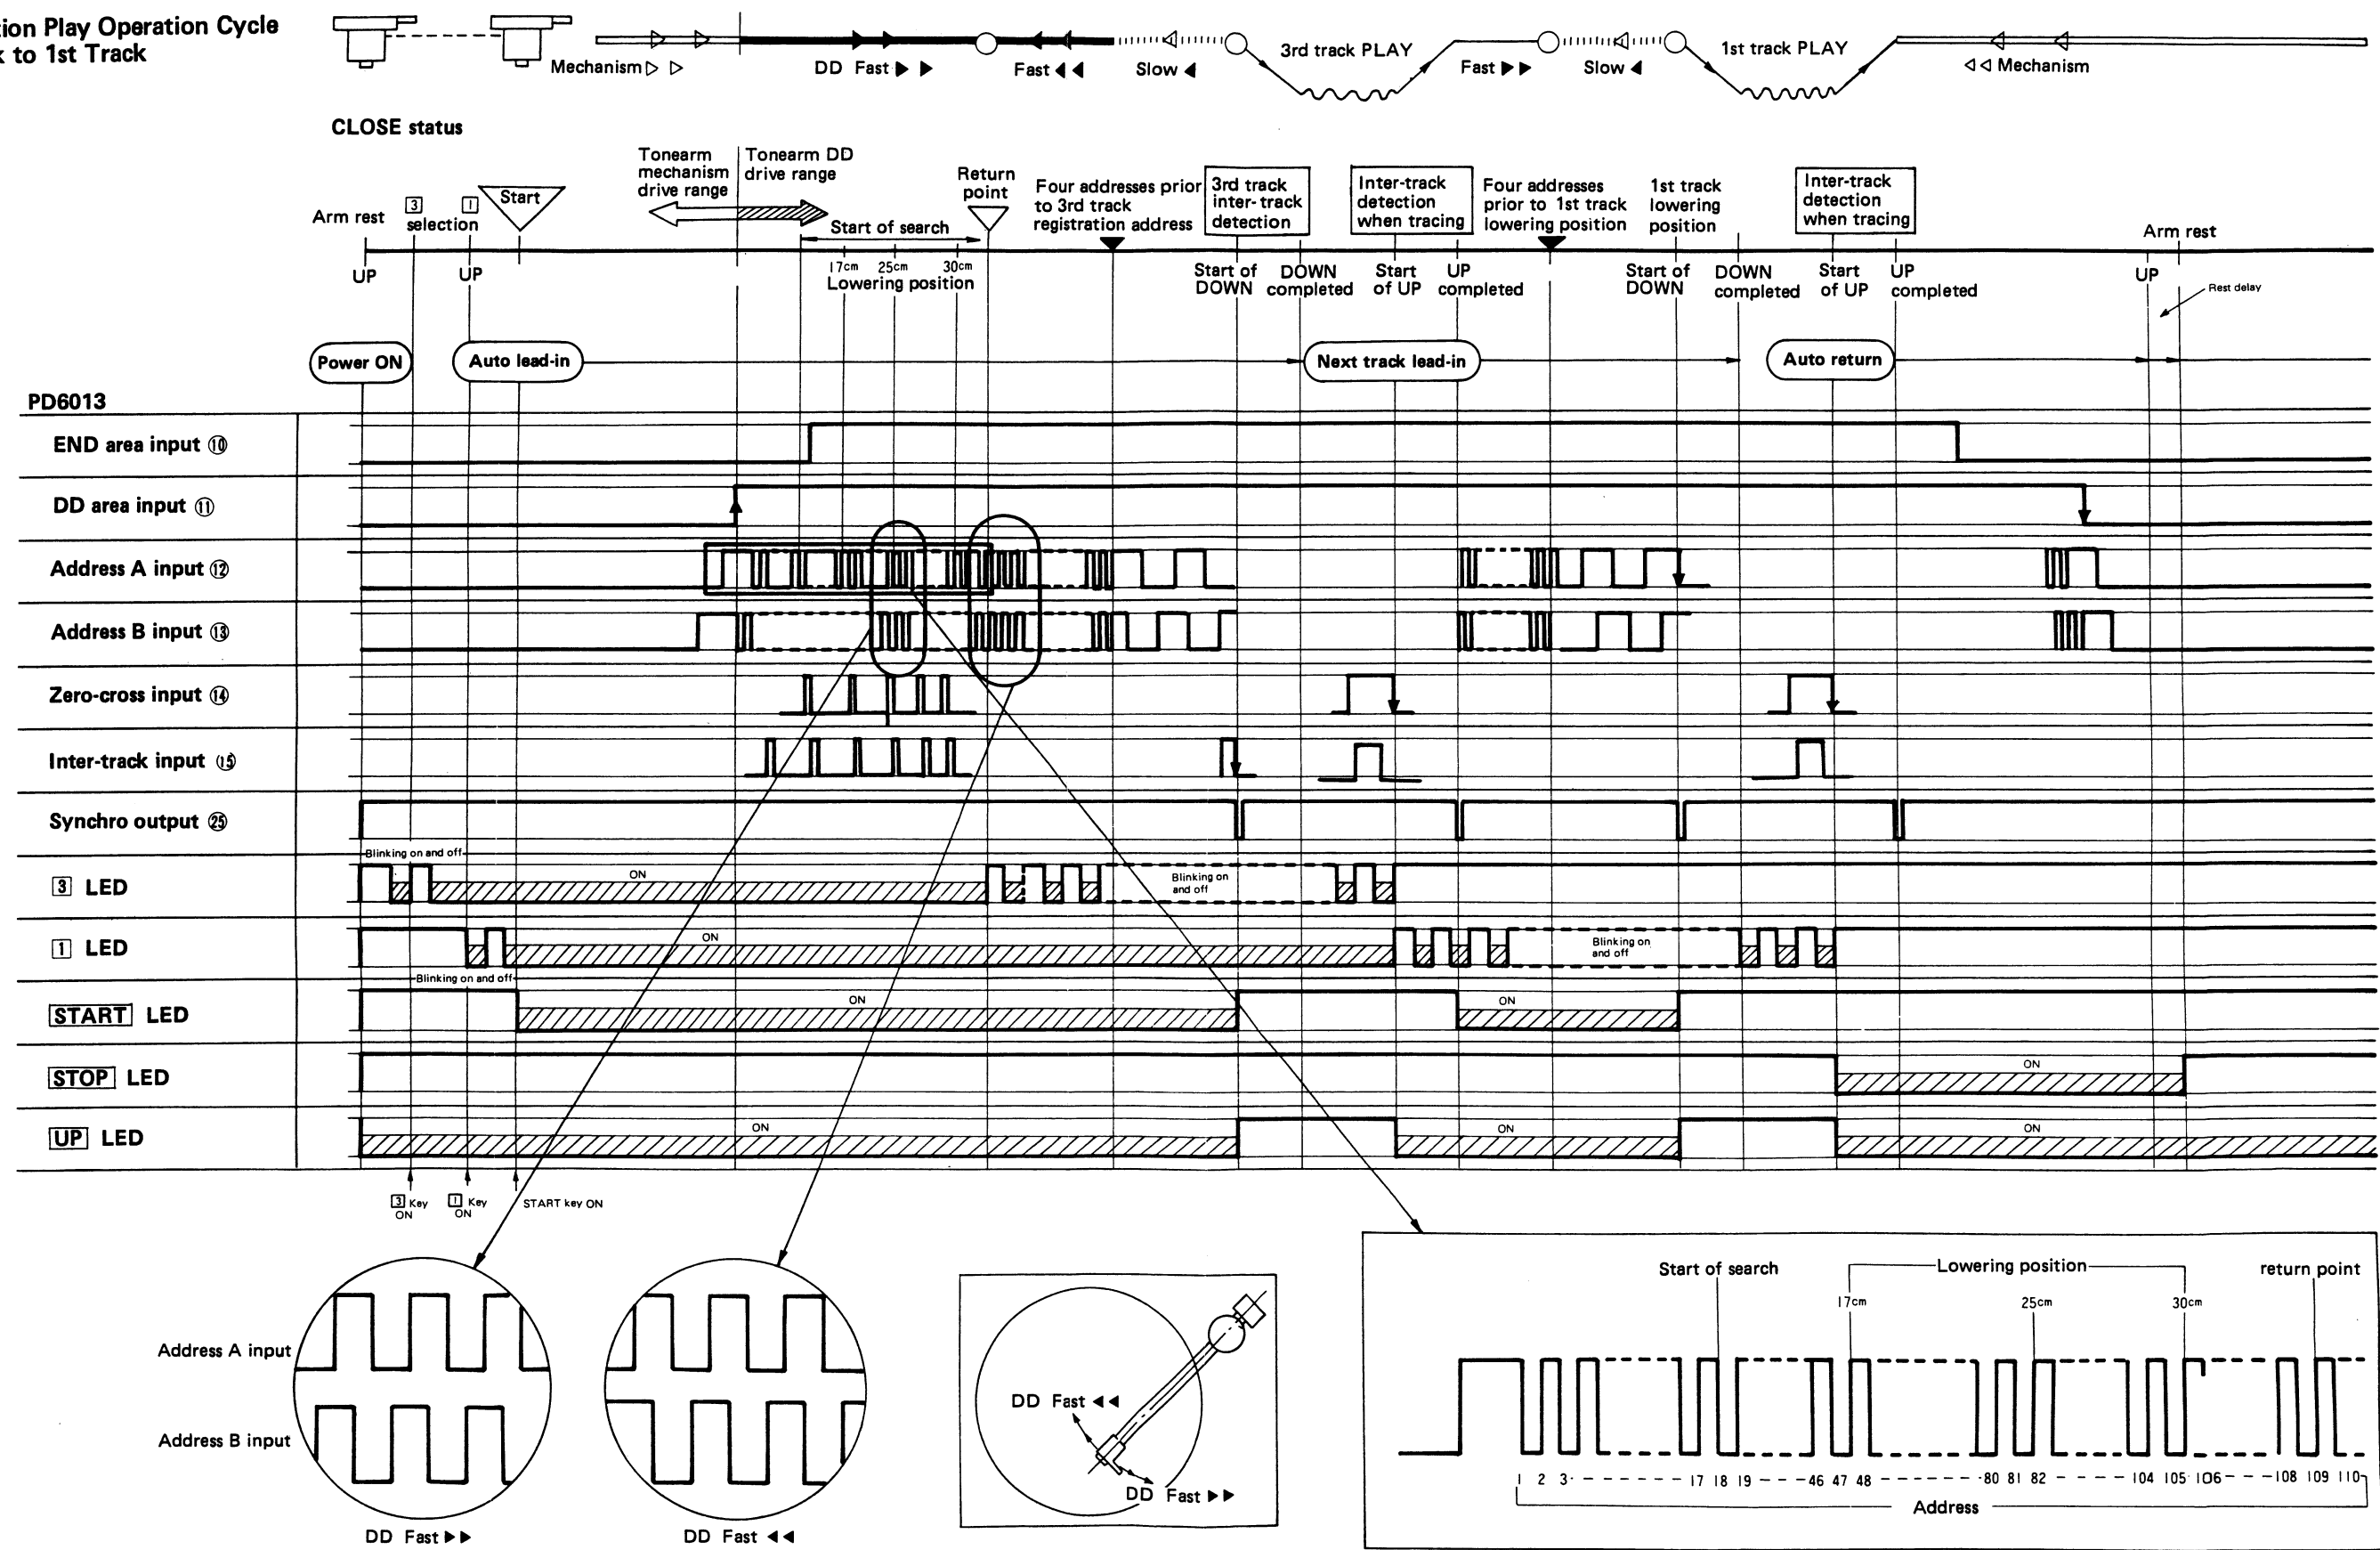 tion Play Operation Cycle
k to 1st Track
Mechanism ▷ ▷
DD Fast ▶ ▶
Fast ◀ ◀
Slow ◀
3rd track PLAY
Fast ▶ ▶
Slow ◀
1st track PLAY
◁ ◁ Mechanism
CLOSE status
Arm rest
3
1
selection
Start
Tonearm
mechanism
drive range
Tonearm DD
drive range
Start of search
Return
point
Four addresses prior
to 3rd track
registration address
3rd track
inter-track
detection
Inter-track
detection
when tracing
Four addresses
prior to 1st track
lowering position
1st track
lowering
position
Inter-track
detection
when tracing
Arm rest
UP
UP
17cm 25cm 30cm
Lowering position
Start of
DOWN
DOWN
completed
Start
of UP
UP
completed
Start of
DOWN
DOWN
completed
Start
of UP
UP
completed
UP
Rest delay
Power ON
Auto lead-in
Next track lead-in
Auto return
PD6013
END area input ⑩
DD area input ⑪
Address A input ⑫
Address B input ⑬
Zero-cross input ⑭
Inter-track input ⑮
Synchro output ㉕
Blinking on and off
3 LED
ON
Blinking on
and off
1 LED
ON
Blinking on
and off
Blinking on and off
START LED
ON
ON
STOP LED
ON
UP LED
ON
ON
ON
3 Key
ON
1 Key
ON
START key ON
Address A input
Address B input
DD Fast ▶▶
DD Fast ◀◀
DD Fast ◀◀
DD Fast ▶▶
Start of search
Lowering position
return point
17cm
25cm
30cm
1 2 3 - - - - - - - 17 18 19 - - - 46 47 48 - - - - - - - 80 81 82 - - - - - 104 105 106 - - - 108 109 110
Address